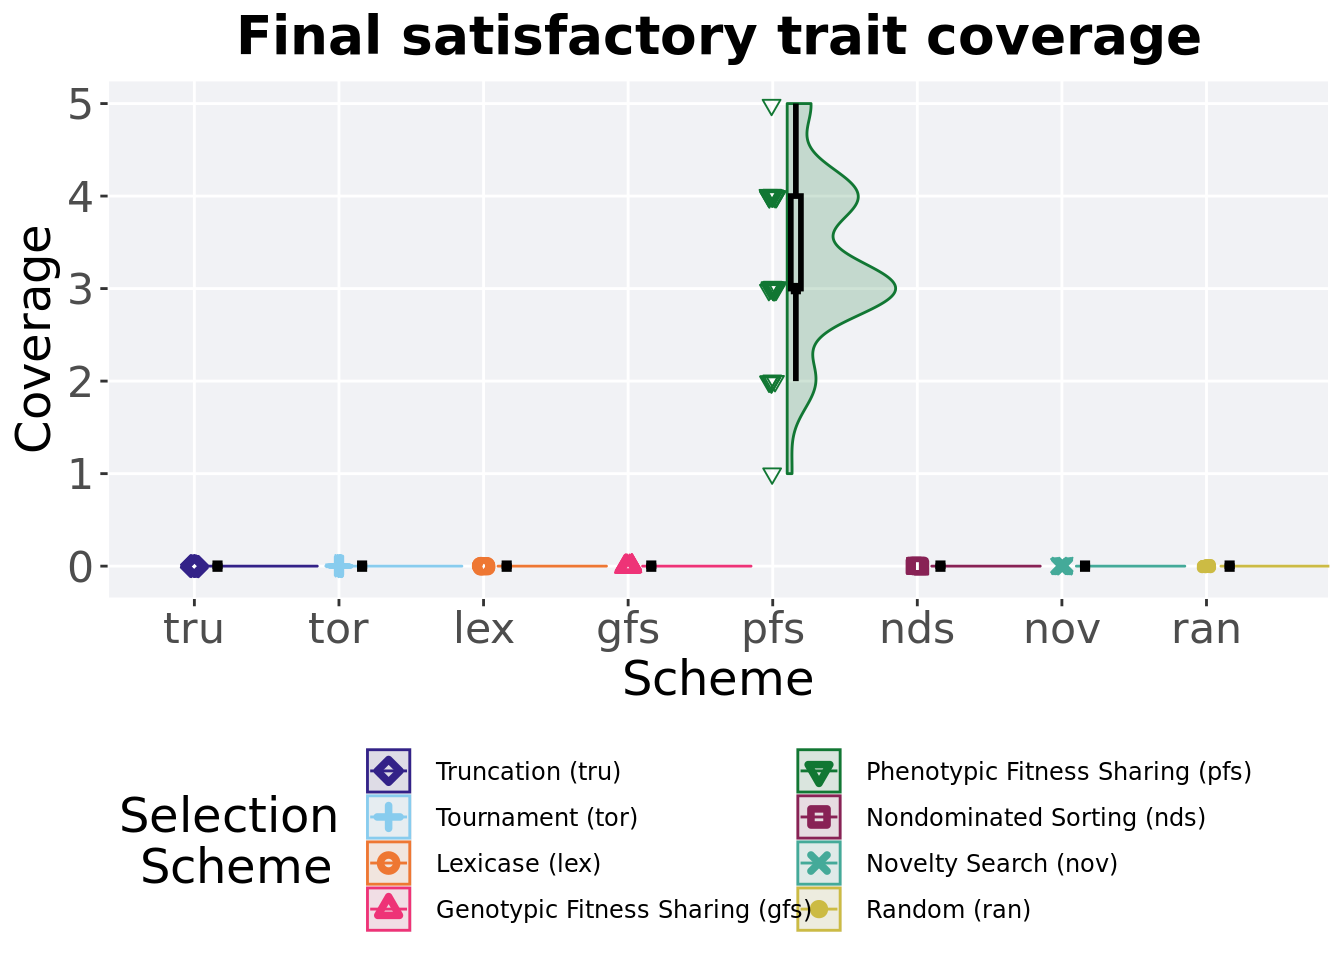 Final satisfactory trait coverage
5
4
3
2
1
0
Coverage
tru tor lex gfs pfs nds nov ran
Scheme
Selection
Scheme
Truncation (tru)
Tournament (tor)
Lexicase (lex)
Genotypic Fitness Sharing (gfs)
Phenotypic Fitness Sharing (pfs)
Nondominated Sorting (nds)
Novelty Search (nov)
Random (ran)